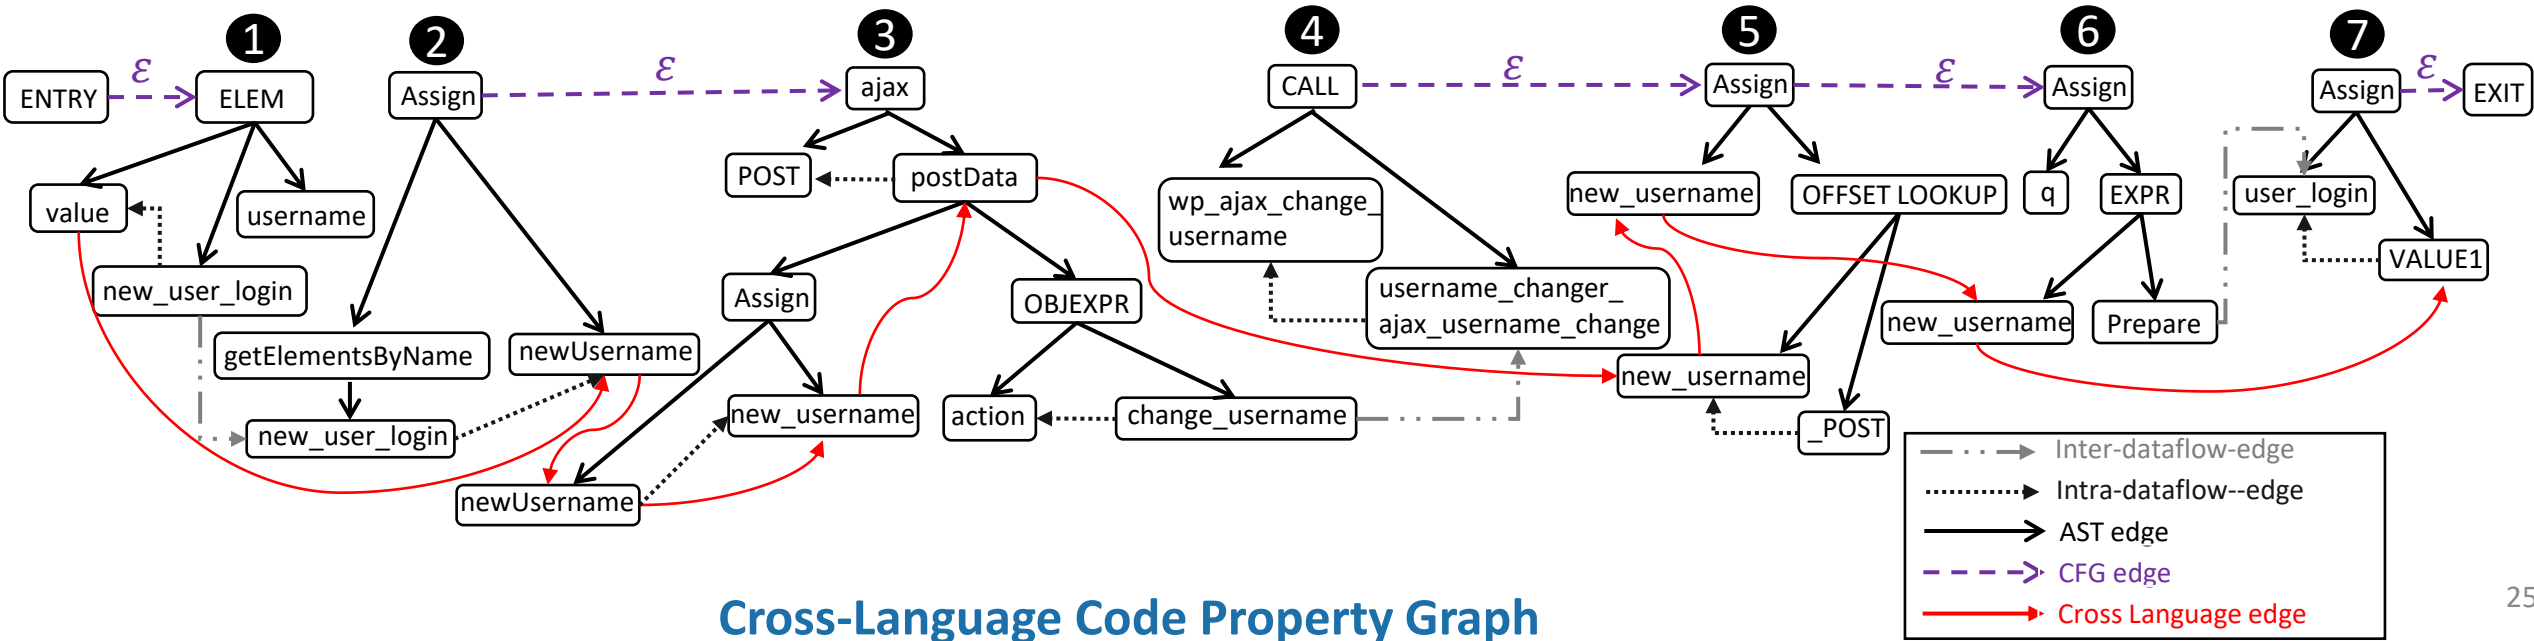 1
2
3
4
5
6
7
ENTRY
ε
ELEM
Assign
ε
ajax
CALL
ε
Assign
ε
Assign
Assign
ε
EXIT
value
username
new_user_login
getElementsByName
new_user_login
newUsername
POST
postData
Assign
OBJEXPR
new_username
action
change_username
newUsername
wp_ajax_change_
username
username_changer_
ajax_username_change
new_username
OFFSET LOOKUP
new_username
_POST
q
EXPR
new_username
Prepare
user_login
VALUE1
Inter-dataflow-edge
Intra-dataflow--edge
AST edge
CFG edge
Cross Language edge
Cross-Language Code Property Graph
25